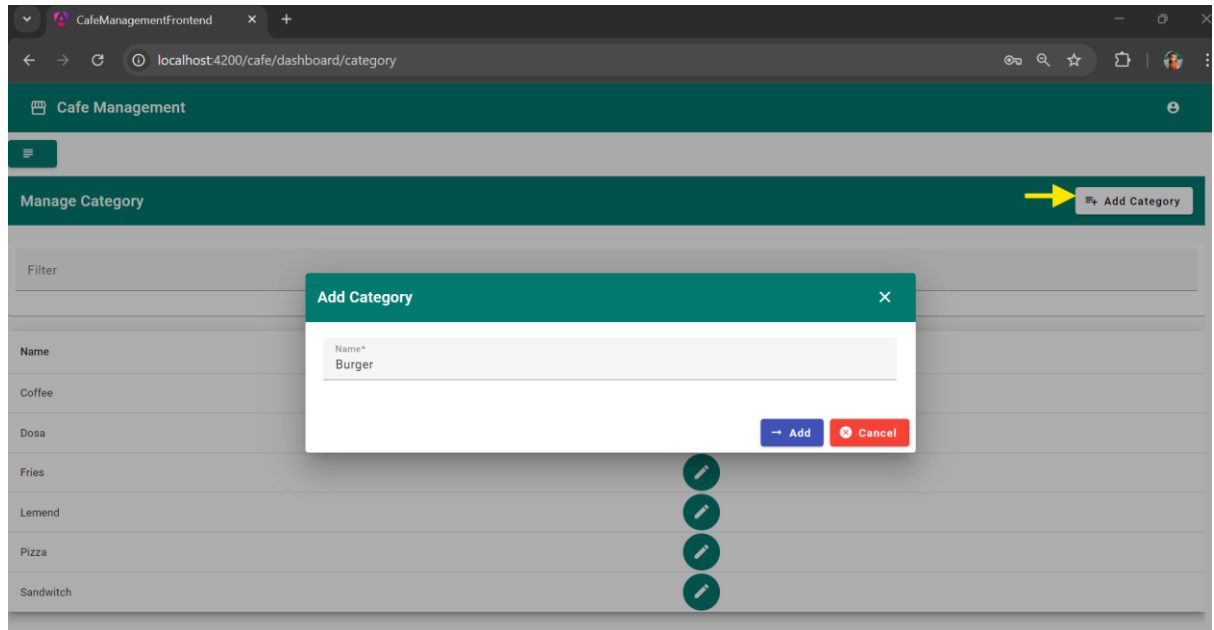 CafeManagementFrontend
localhost:4200/cafe/dashboard/category
Cafe Management
Manage Category
Add Category
Filter
Add Category
Name*
Burger
Add Cancel
Name
Coffee
Dosa
Fries
Lemend
Pizza
Sandwitch